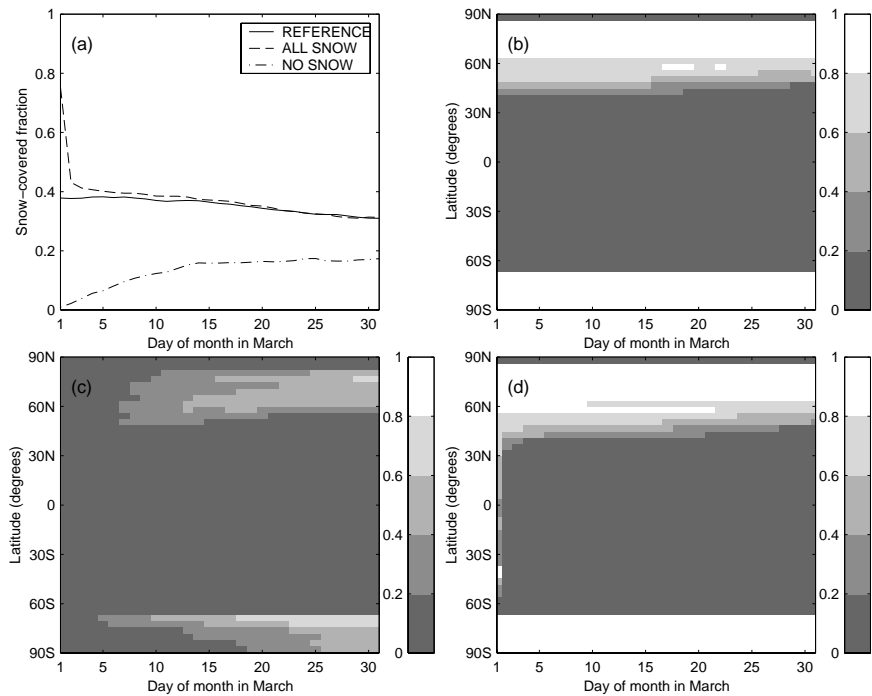 (a)
REFERENCE
ALL SNOW
NO SNOW
Snow−covered fraction
1
0.8
0.6
0.4
0.2
0
1 5 10 15 20 25 30
Day of month in March
(b)
Latitude (degrees)
90N
60N
30N
0
30S
60S
90S
1 5 10 15 20 25 30
Day of month in March
1
0.8
0.6
0.4
0.2
0
(c)
Latitude (degrees)
90N
60N
30N
0
30S
60S
90S
1 5 10 15 20 25 30
Day of month in March
1
0.8
0.6
0.4
0.2
0
(d)
Latitude (degrees)
90N
60N
30N
0
30S
60S
90S
1 5 10 15 20 25 30
Day of month in March
1
0.8
0.6
0.4
0.2
0